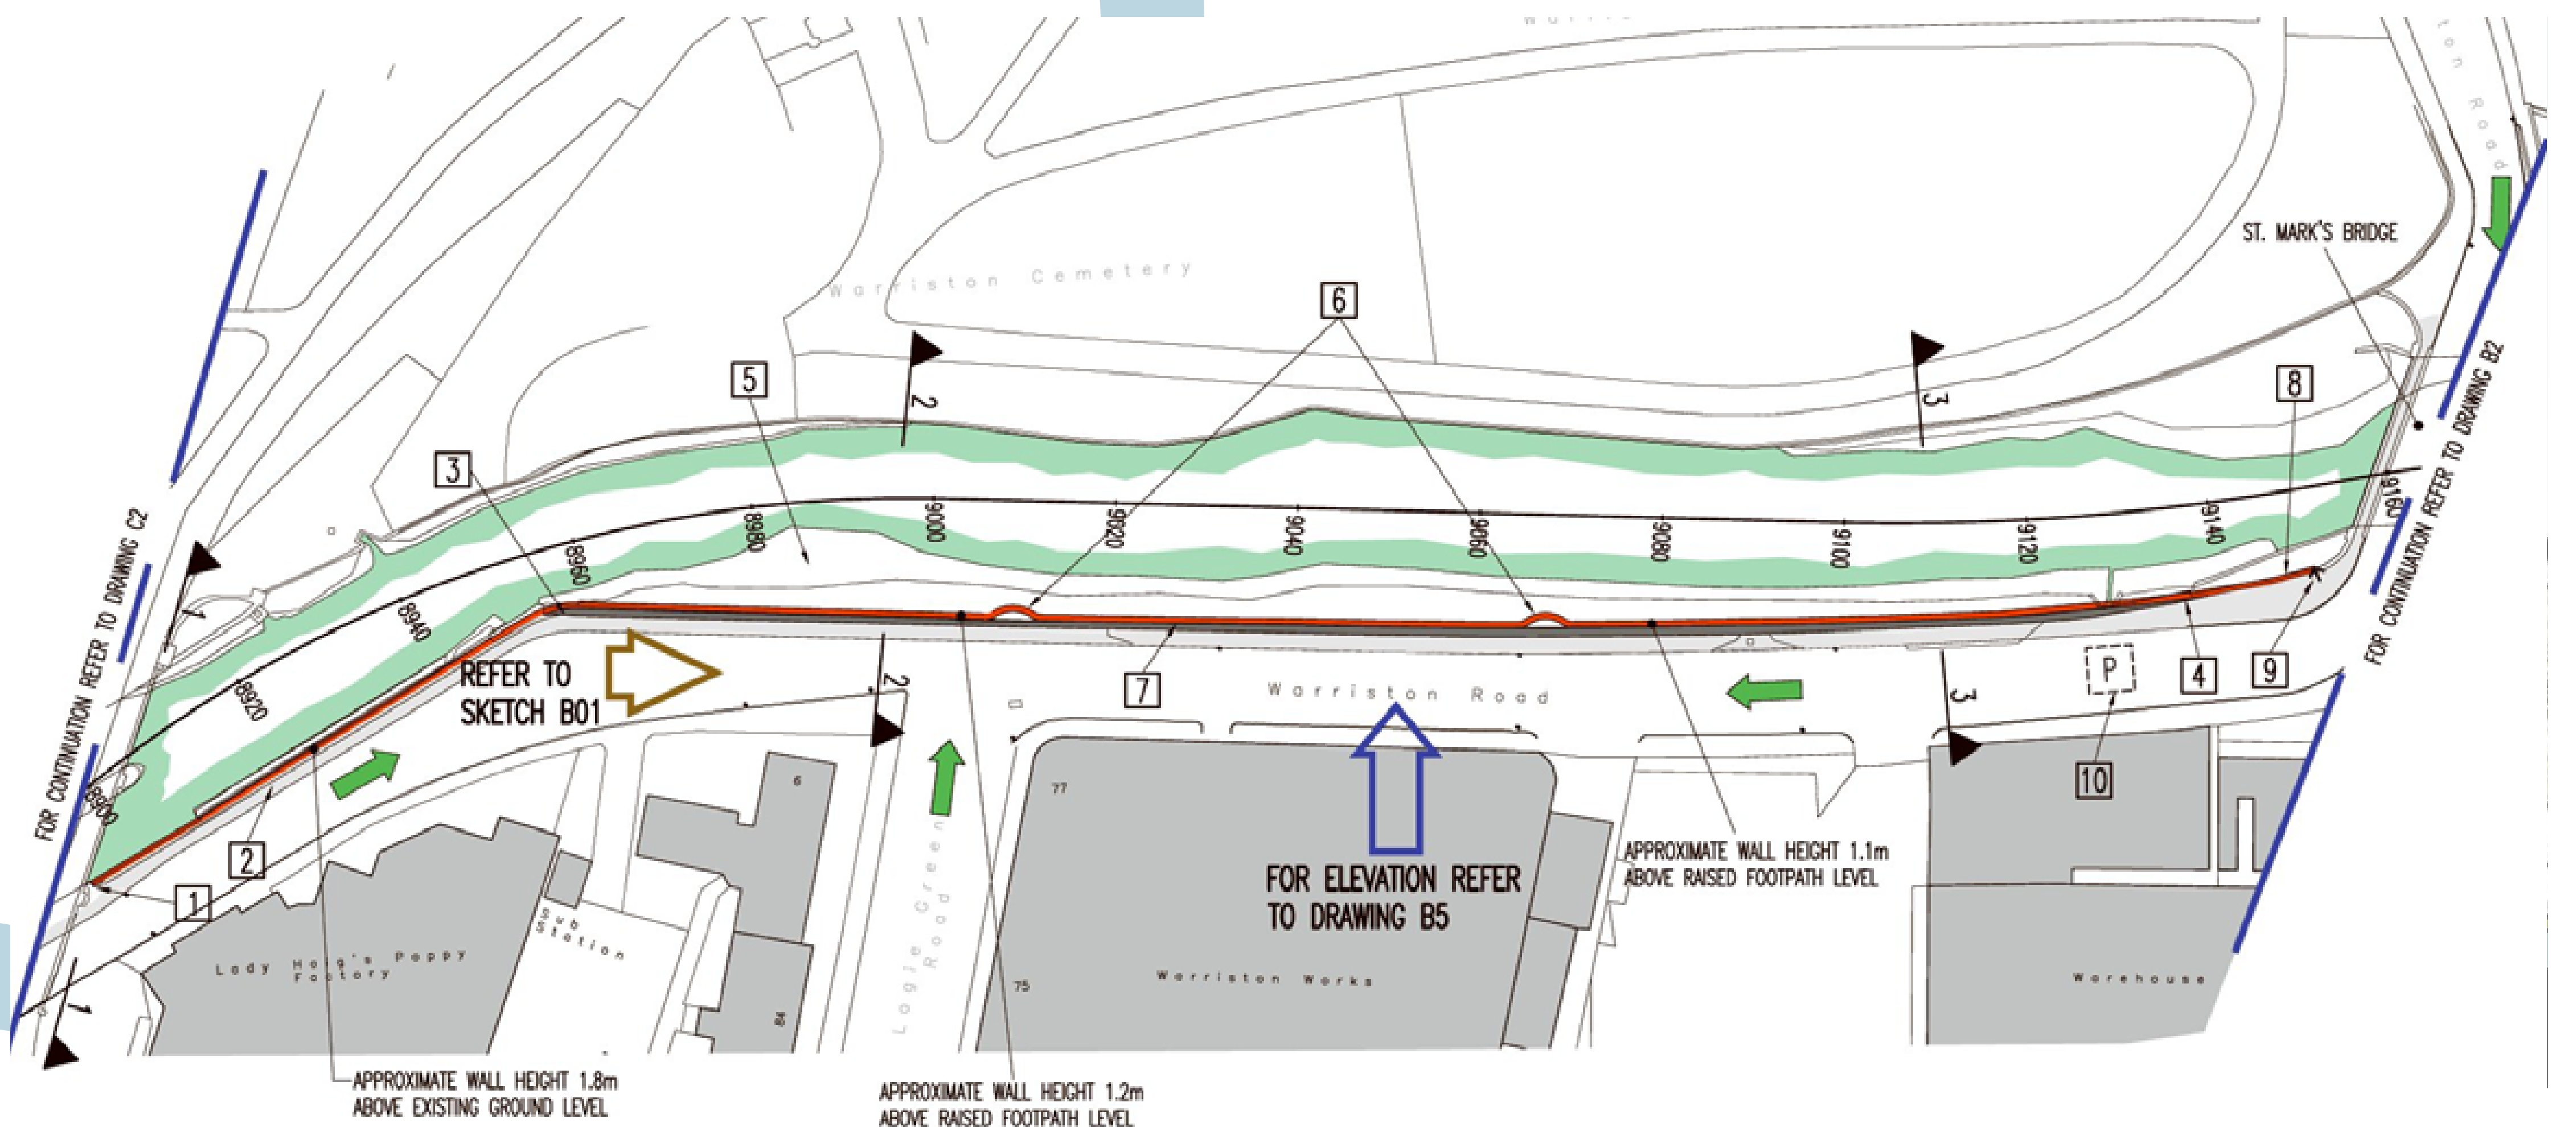 ton Road
ST. MARK'S BRIDGE
Warriston Cemetery
6
5
2
3
8
3
FOR CONTINUATION REFER TO DRAWING B2
FOR CONTINUATION REFER TO DRAWING C2
1
8900
8920
8940
8960
8980
9000
9020
9040
9060
9080
9100
9120
9140
9160
REFER TO
SKETCH B01
2
7
Warriston Road
3
P
4
9
10
6
77
2
1
FOR ELEVATION REFER
TO DRAWING B5
APPROXIMATE WALL HEIGHT 1.1m
ABOVE RAISED FOOTPATH LEVEL
Sub
Station
Logie Green
Road
Lady Haig's Poppy
Factory
75
Warriston Works
Warehouse
1
APPROXIMATE WALL HEIGHT 1.8m
ABOVE EXISTING GROUND LEVEL
APPROXIMATE WALL HEIGHT 1.2m
ABOVE RAISED FOOTPATH LEVEL